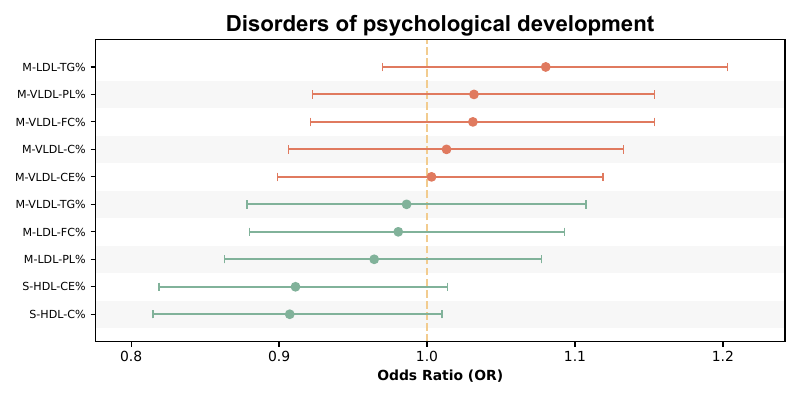 Disorders of psychological development
M-LDL-TG%
M-VLDL-PL%
M-VLDL-FC%
M-VLDL-C%
M-VLDL-CE%
M-VLDL-TG%
M-LDL-FC%
M-LDL-PL%
S-HDL-CE%
S-HDL-C%
0.8 0.9 1.0 1.1 1.2
Odds Ratio (OR)